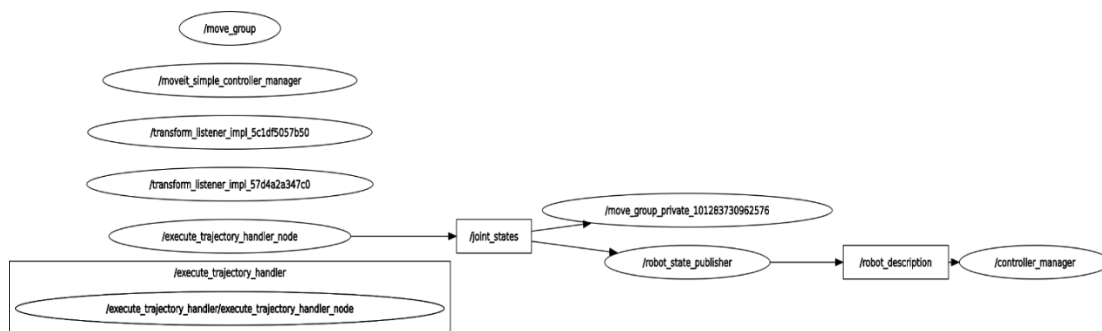 /move_group
/moveit_simple_controller_manager
/transform_listener_impl_5c1df5057b50
/transform_listener_impl_57d4a2a347c0
/execute_trajectory_handler_node
/joint_states
/move_group_private_101283730962576
/robot_state_publisher
/robot_description
/controller_manager
/execute_trajectory_handler
/execute_trajectory_handler/execute_trajectory_handler_node